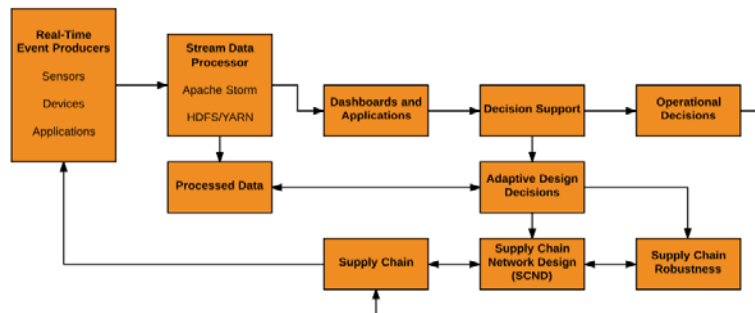 Real-Time
Event Producers
Sensors
Devices
Applications
Stream Data
Processor
Apache Storm
HDFS/YARN
Dashboards and
Applications
Decision Support
Operational
Decisions
Processed Data
Adaptive Design
Decisions
Supply Chain
Supply Chain
Network Design
(SCND)
Supply Chain
Robustness